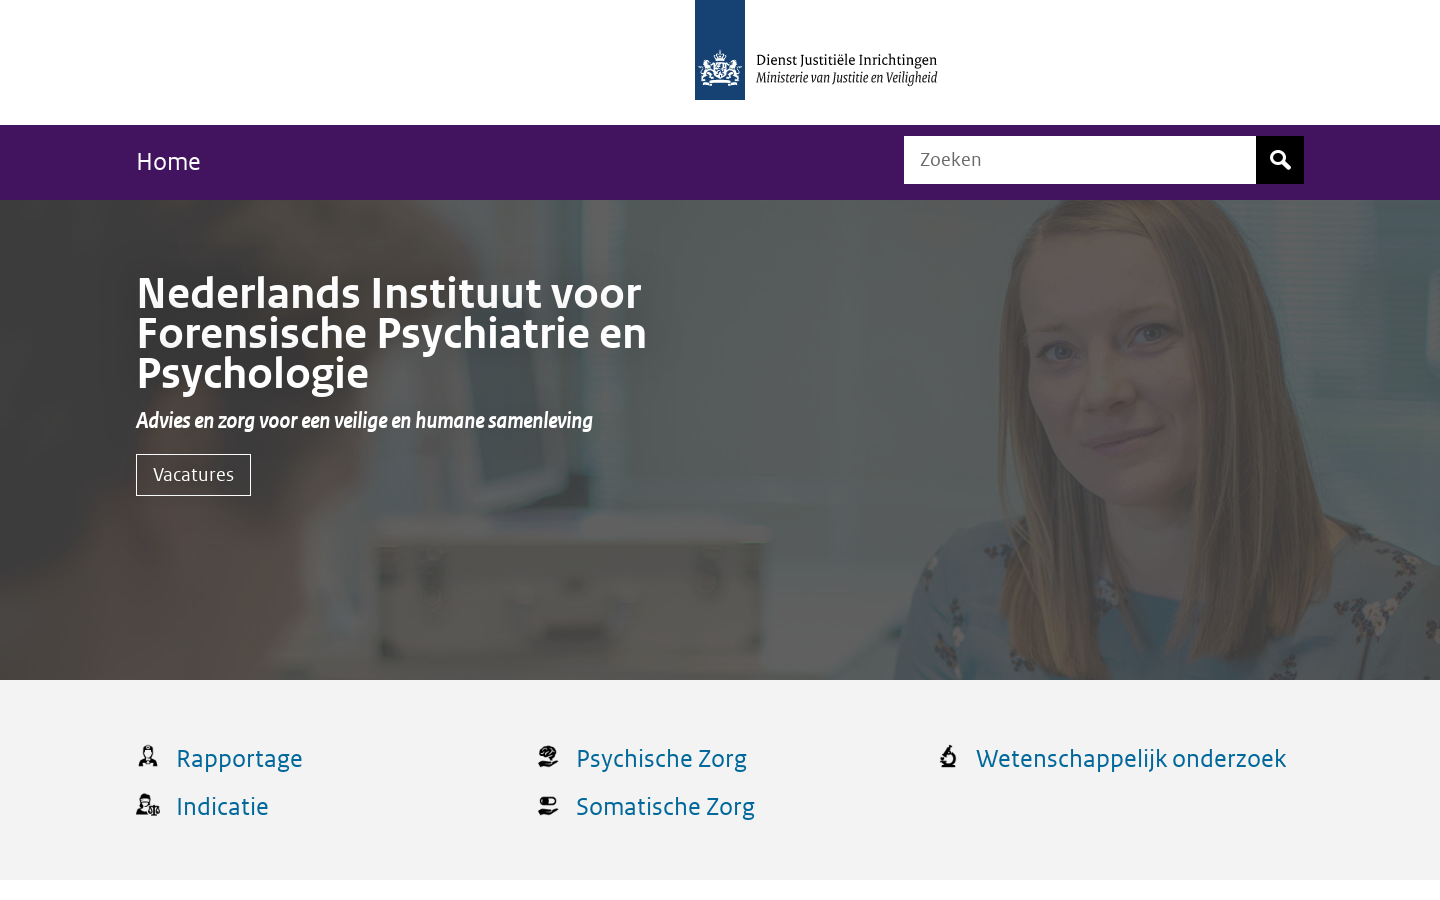 Dienst Justitiële Inrichtingen
Ministerie van Justitie en Veiligheid
Home
Zoeken
Nederlands Instituut voor
Forensische Psychiatrie en
Psychologie
Advies en zorg voor een veilige en humane samenleving
Vacatures
Rapportage
Psychische Zorg
Wetenschappelijk onderzoek
Indicatie
Somatische Zorg